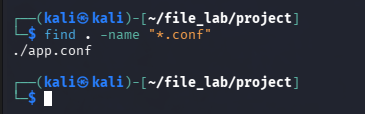 ┌──(kali㉿kali)-[~/file_lab/project]
└─$ find . -name "*.conf"
./app.conf
┌──(kali㉿kali)-[~/file_lab/project]
└─$